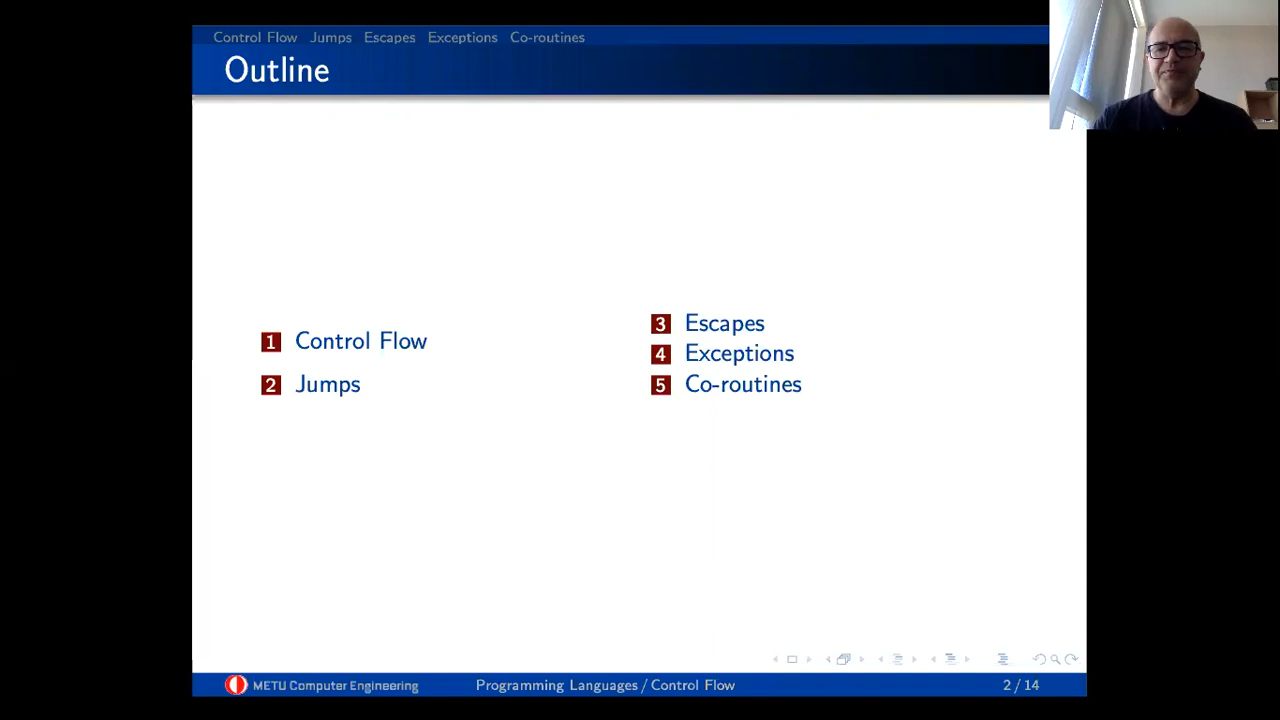 Control Flow Jumps Escapes Exceptions Co-routines
Outline
1 Control Flow
2 Jumps
3 Escapes
4 Exceptions
5 Co-routines
METU Computer Engineering Programming Languages / Control Flow 2 / 14